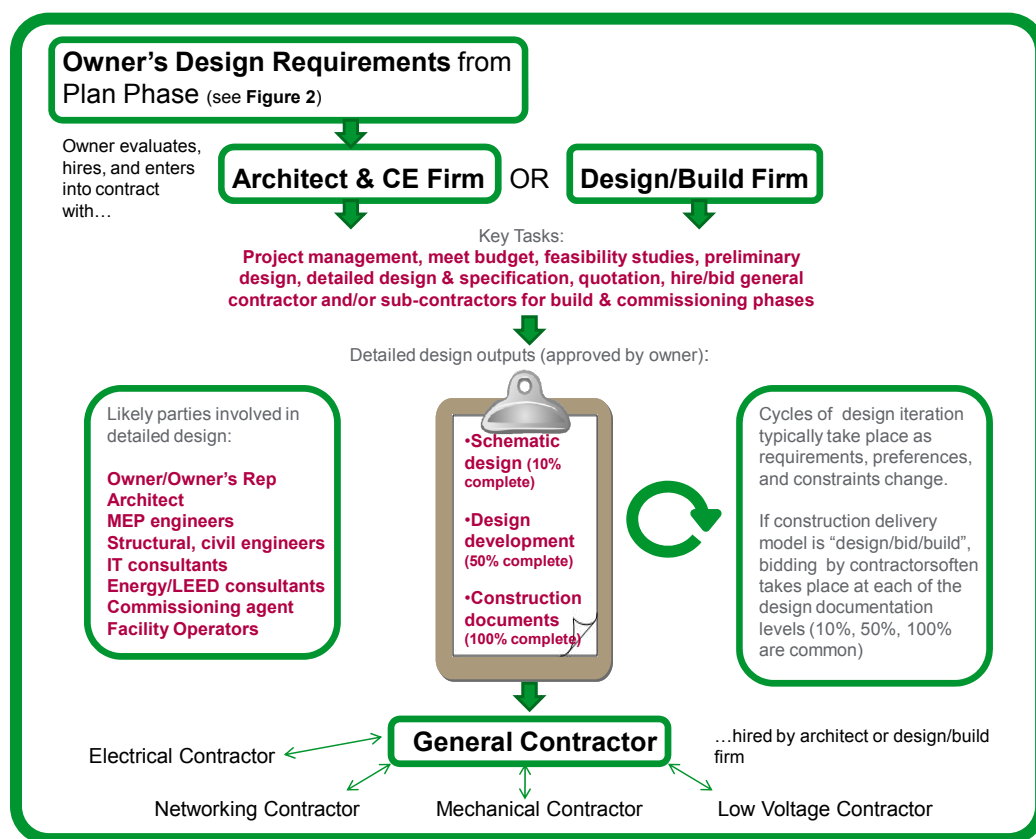 Owner's Design Requirements from
Plan Phase (see Figure 2)
Owner evaluates,
hires, and enters
into contract
with…
Architect & CE Firm
OR
Design/Build Firm
Key Tasks:
Project management, meet budget, feasibility studies, preliminary
design, detailed design & specification, quotation, hire/bid general
contractor and/or sub-contractors for build & commissioning phases
Detailed design outputs (approved by owner):
Likely parties involved in
detailed design:
Owner/Owner's Rep
Architect
MEP engineers
Structural, civil engineers
IT consultants
Energy/LEED consultants
Commissioning agent
Facility Operators
•Schematic
design (10%
complete)
•Design
development
(50% complete)
•Construction
documents
(100% complete)
Cycles of design iteration
typically take place as
requirements, preferences,
and constraints change.
If construction delivery
model is "design/bid/build",
bidding by contractorsoften
takes place at each of the
design documentation
levels (10%, 50%, 100%
are common)
General Contractor
…hired by architect or design/build
firm
Electrical Contractor
Networking Contractor
Mechanical Contractor
Low Voltage Contractor